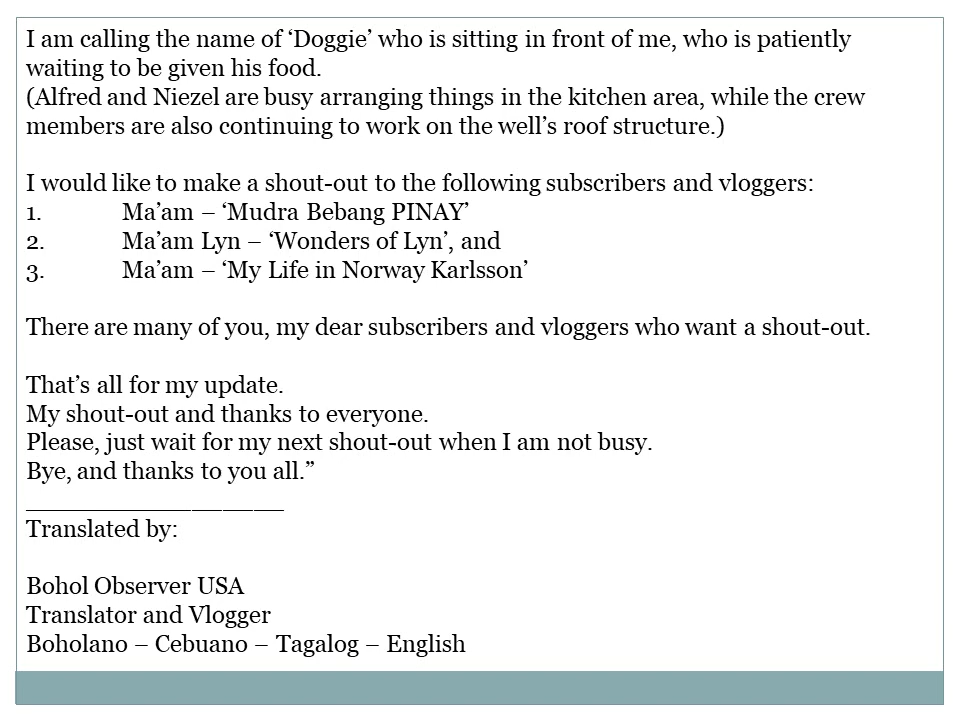 I am calling the name of ‘Doggie’ who is sitting in front of me, who is patiently
waiting to be given his food.
(Alfred and Niezel are busy arranging things in the kitchen area, while the crew
members are also continuing to work on the well’s roof structure.)
I would like to make a shout-out to the following subscribers and vloggers:
1. Ma’am – ‘Mudra Bebang PINAY’
2. Ma’am Lyn – ‘Wonders of Lyn’, and
3. Ma’am – ‘My Life in Norway Karlsson’
There are many of you, my dear subscribers and vloggers who want a shout-out.
That’s all for my update.
My shout-out and thanks to everyone.
Please, just wait for my next shout-out when I am not busy.
Bye, and thanks to you all.”
___________________
Translated by:
Bohol Observer USA
Translator and Vlogger
Boholano – Cebuano – Tagalog – English